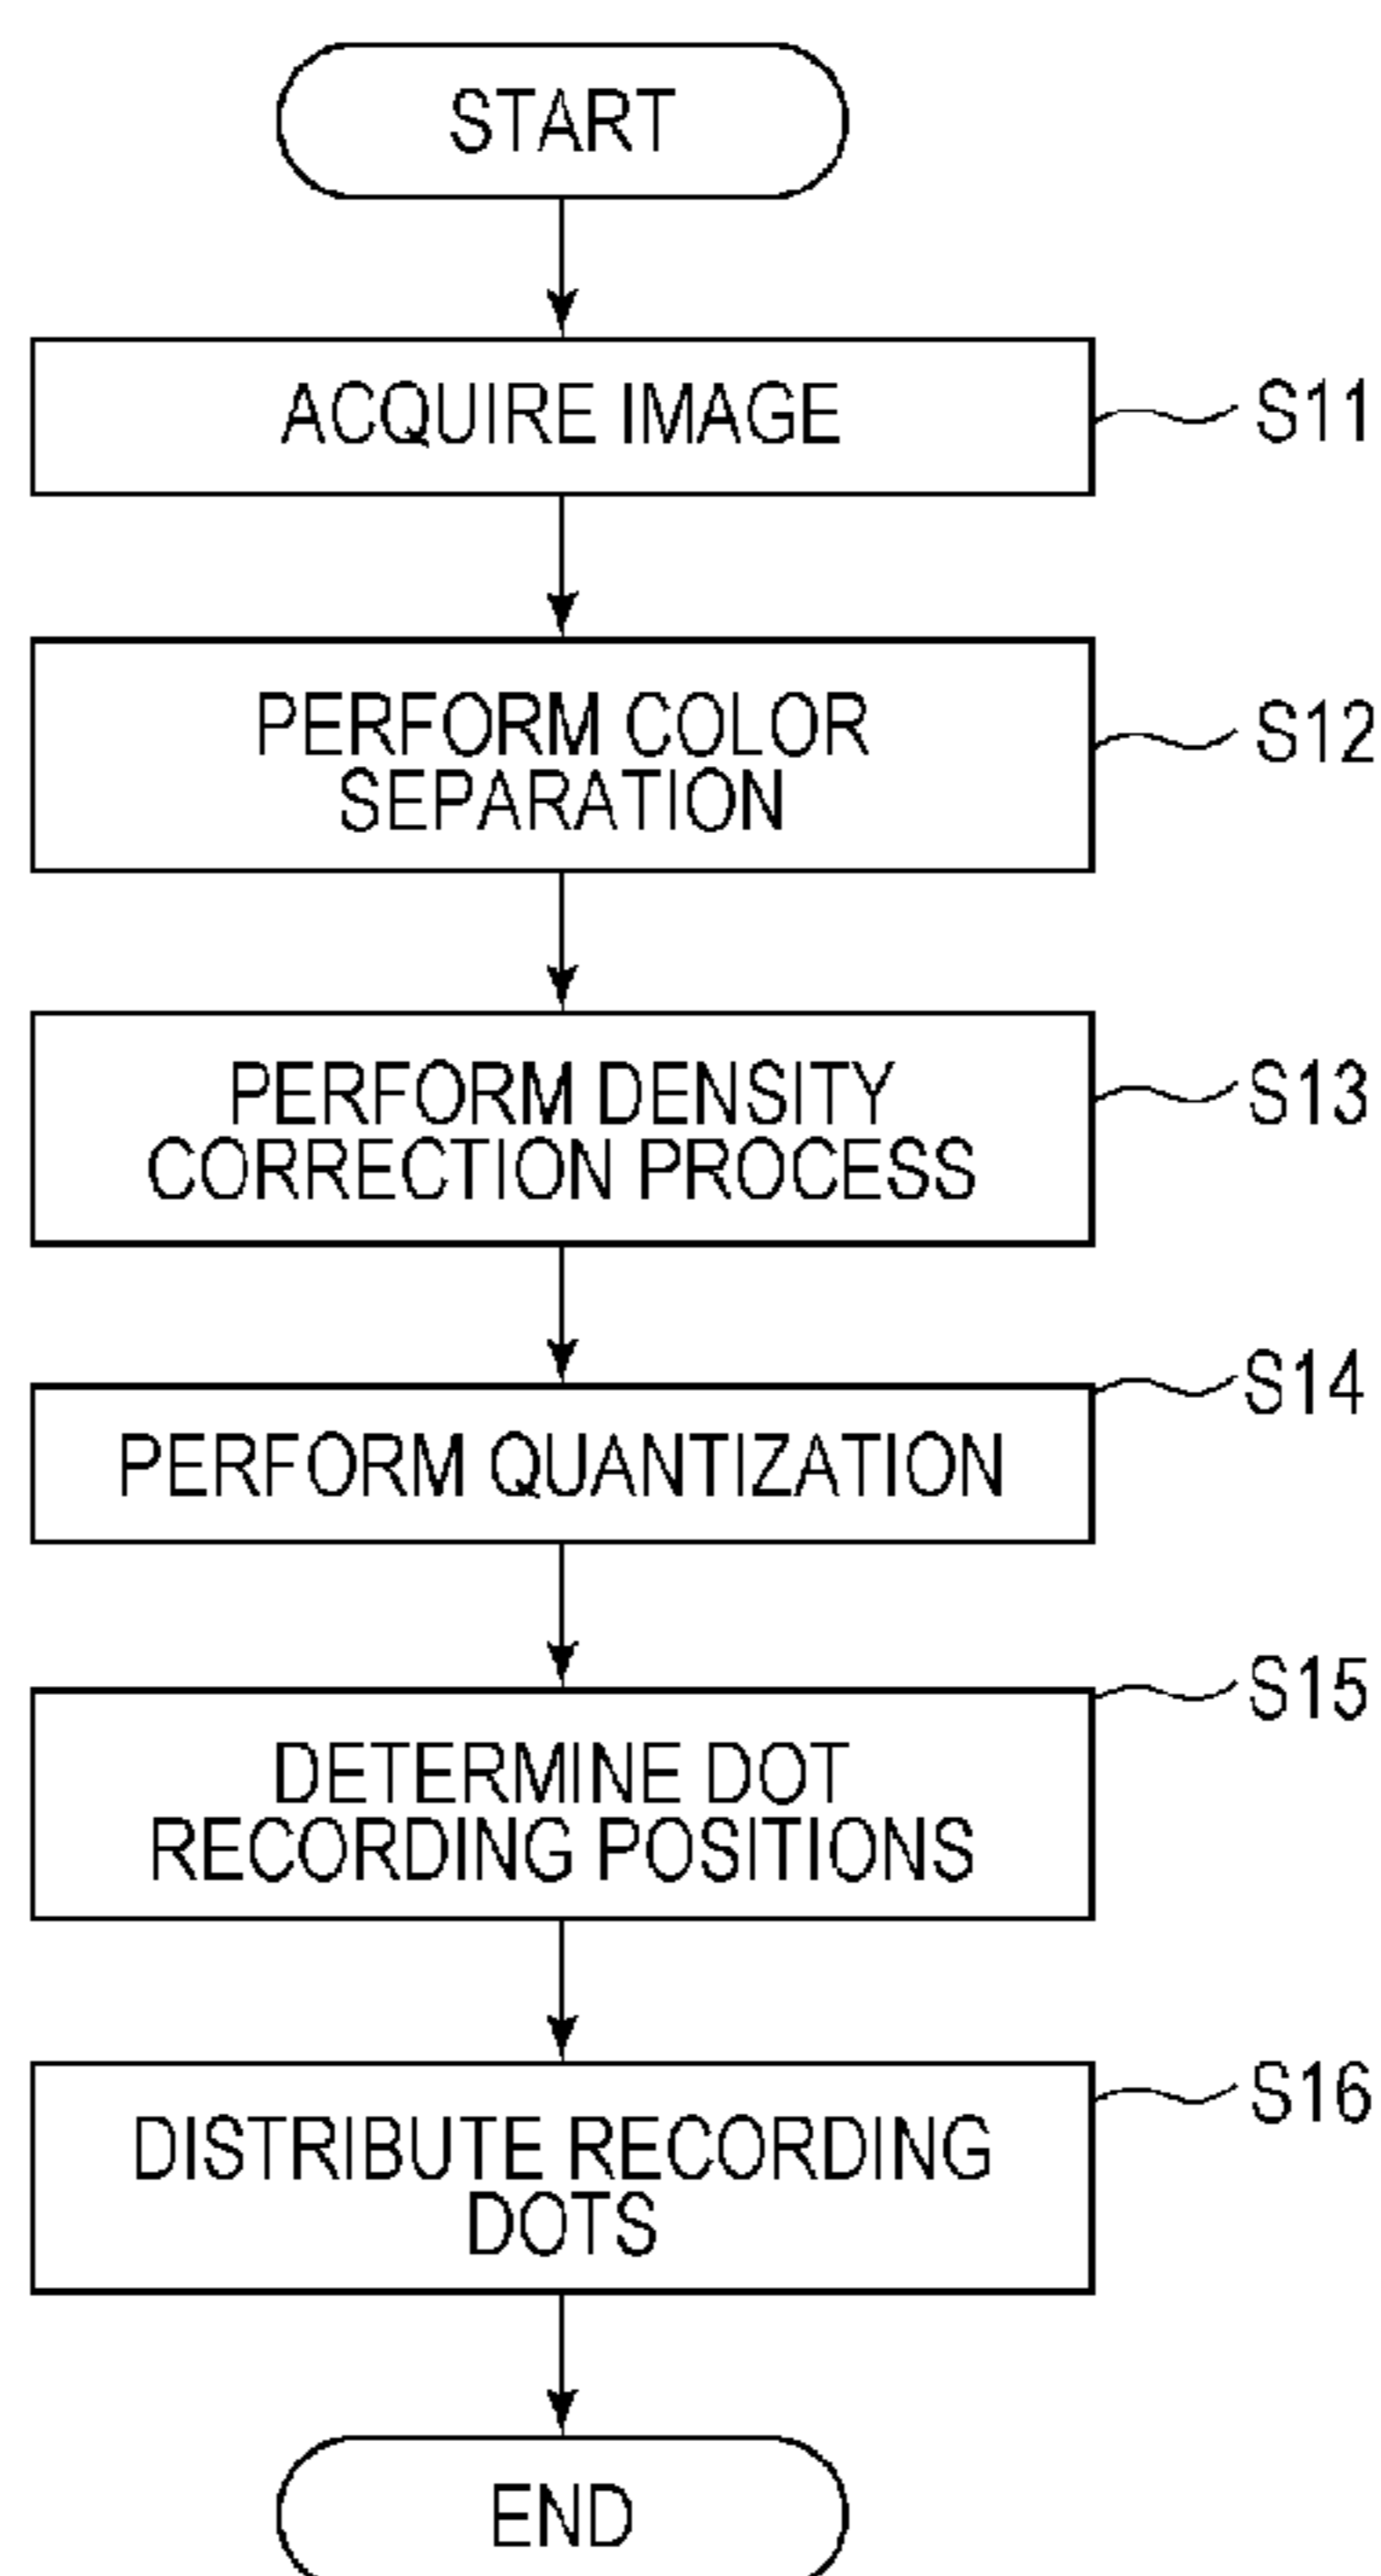 START
ACQUIRE IMAGE
S11
PERFORM COLOR
SEPARATION
S12
PERFORM DENSITY
CORRECTION PROCESS
S13
PERFORM QUANTIZATION
S14
DETERMINE DOT
RECORDING POSITIONS
S15
DISTRIBUTE RECORDING
DOTS
S16
END